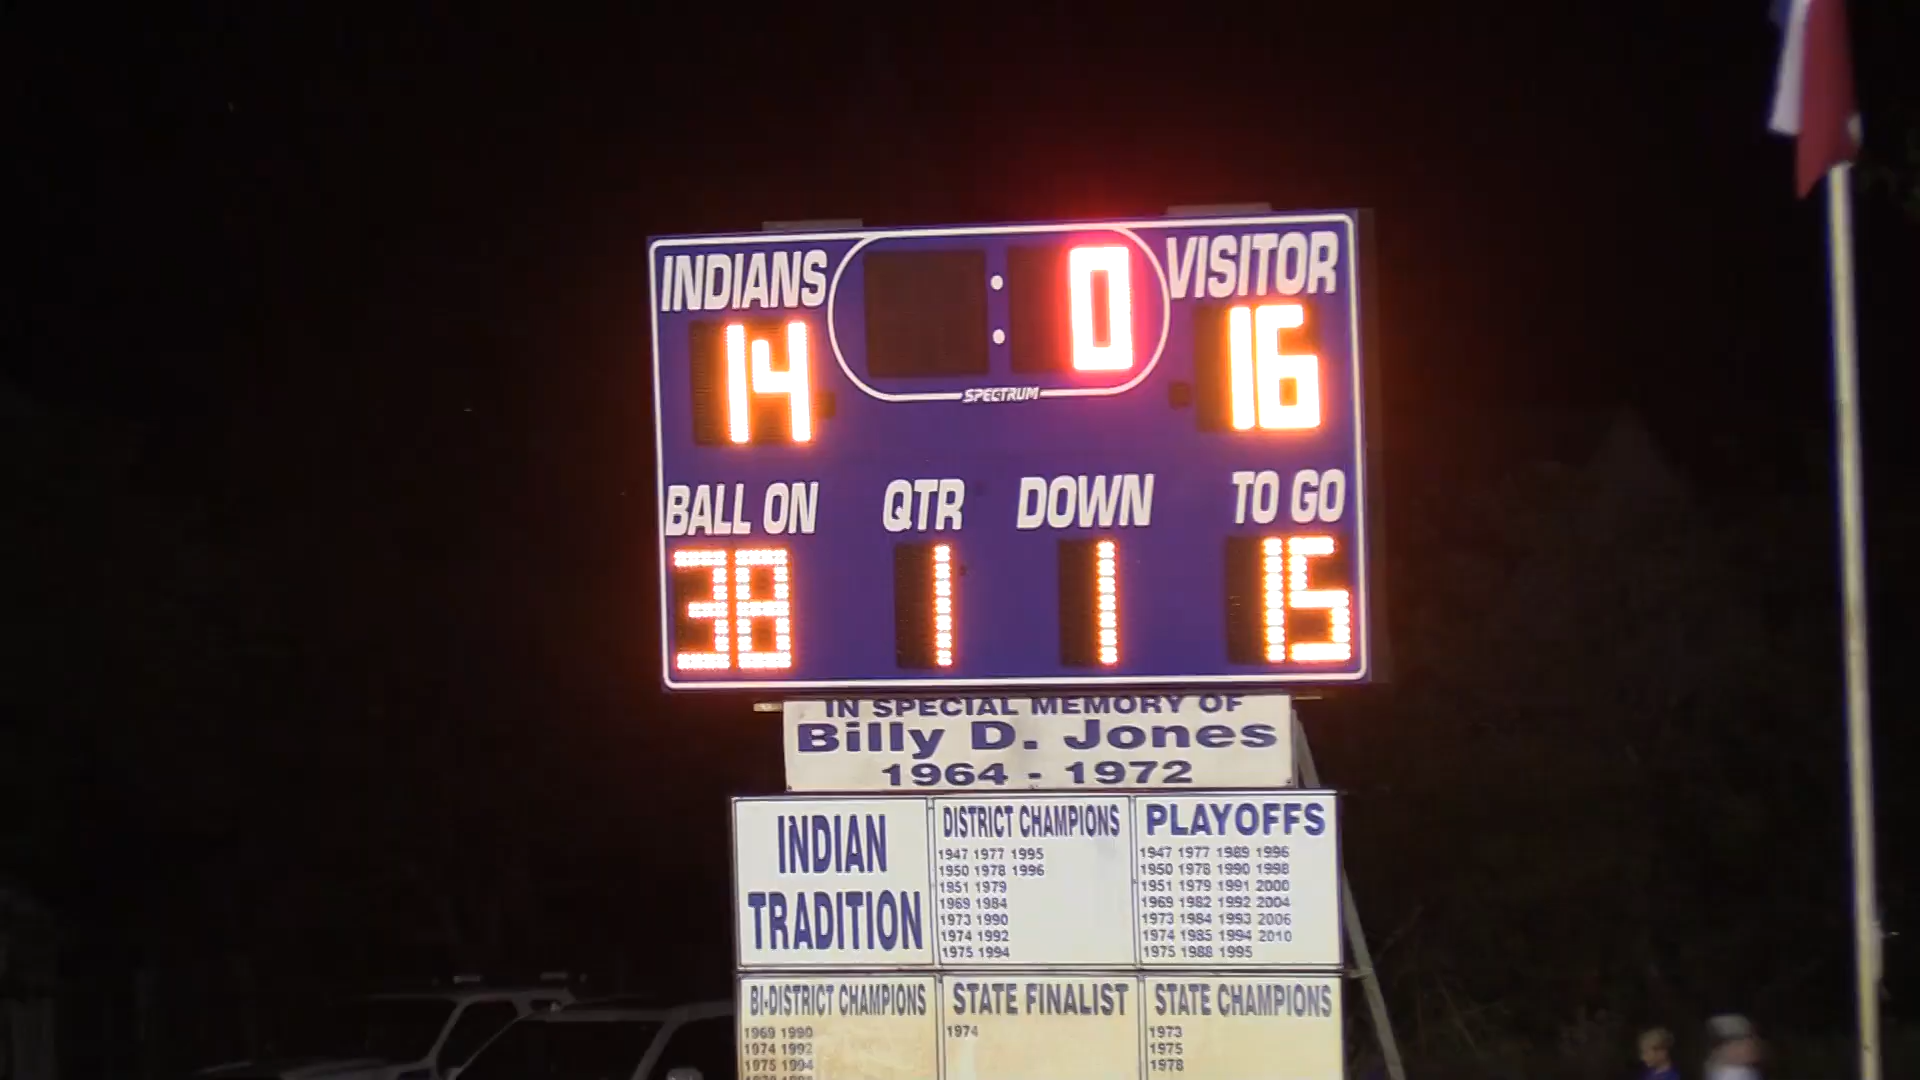 INDIANS : 0 VISITOR
14 16
SPECTRUM
BALL ON QTR DOWN TO GO
38 1 1 15
IN SPECIAL MEMORY OF
Billy D. Jones
1964 - 1972
INDIAN
TRADITION
DISTRICT CHAMPIONS
1947 1977 1995
1950 1978 1996
1951 1979
1969 1984
1973 1990
1974 1992
1975 1994
PLAYOFFS
1947 1977 1989 1996
1950 1978 1990 1998
1951 1979 1991 2000
1969 1982 1992 2004
1973 1984 1993 2006
1974 1985 1994 2010
1975 1988 1995
BI-DISTRICT CHAMPIONS
1969 1990
1974 1992
1975 1994
STATE FINALIST
1974
STATE CHAMPIONS
1973
1975
1978